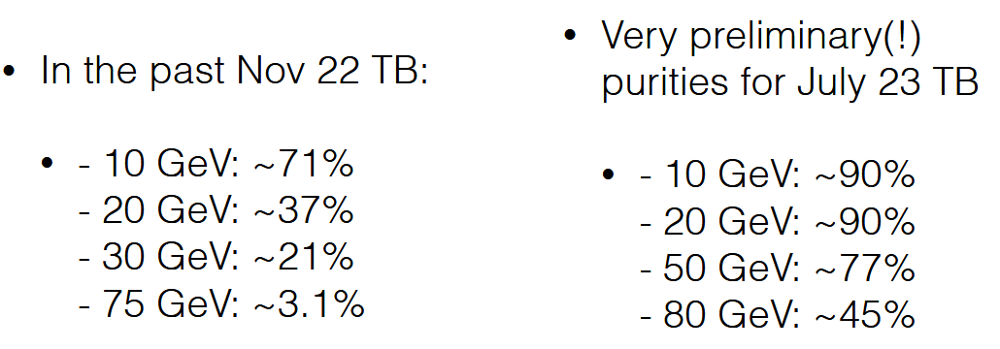 • In the past Nov 22 TB:
• - 10 GeV: ~71%
- 20 GeV: ~37%
- 30 GeV: ~21%
- 75 GeV: ~3.1%
• Very preliminary(!)
purities for July 23 TB
• - 10 GeV: ~90%
- 20 GeV: ~90%
- 50 GeV: ~77%
- 80 GeV: ~45%